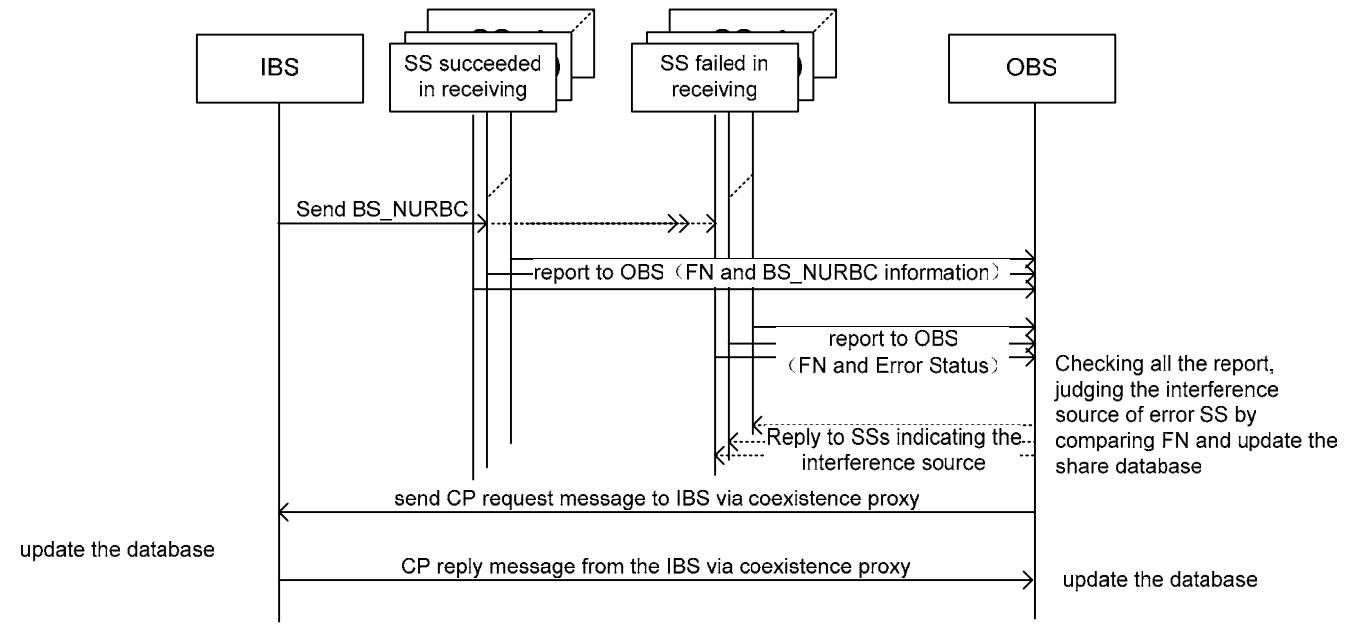 IBS
SS succeeded
in receiving
SS failed in
receiving
OBS
Send BS_NURBC
report to OBS（FN and BS_NURBC information）
report to OBS
（FN and Error Status）
Checking all the report,
judging the interference
source of error SS by
comparing FN and update the
share database
Reply to SSs indicating the
interference source
send CP request message to IBS via coexistence proxy
update the database
CP reply message from the IBS via coexistence proxy
update the database